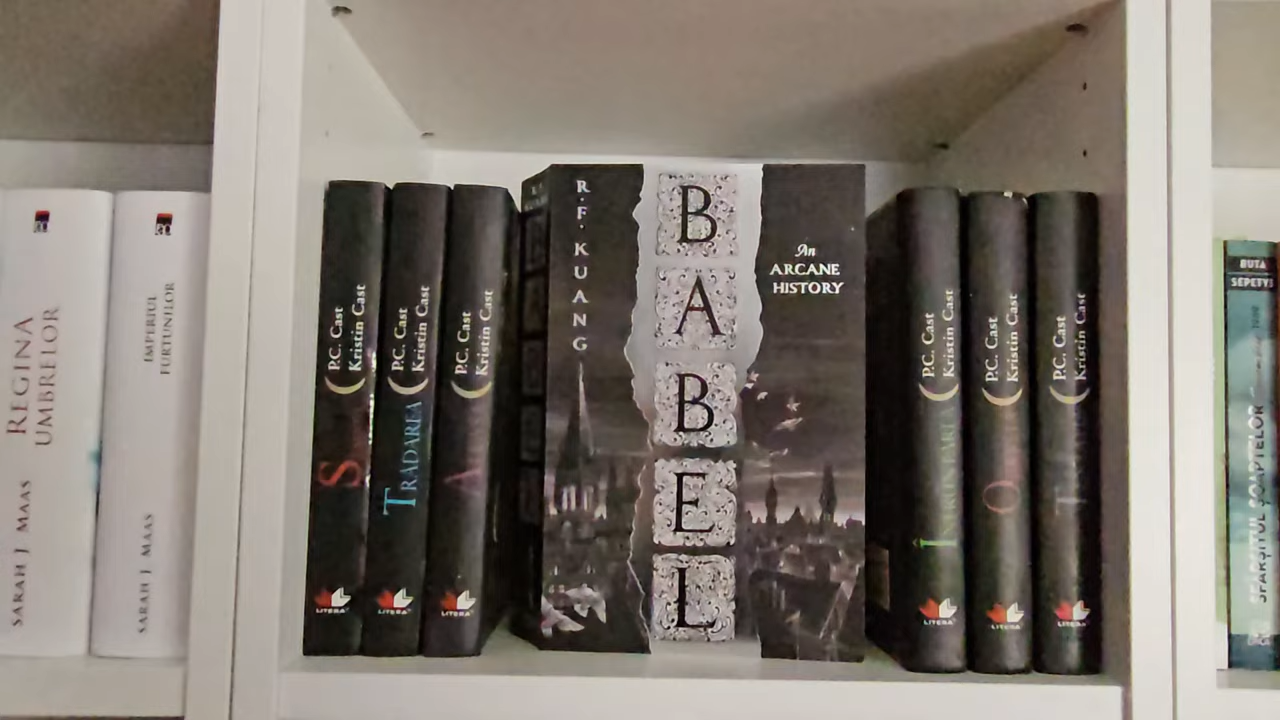 REGINA
UMBRELOR
SARAH J MAAS
IMPERIUL
FURTUNILOR
SARAH J MAAS
P.C. Cast
Kristin Cast
LITERA
P.C. Cast
Kristin Cast
TRĂDAREA
LITERA
P.C. Cast
Kristin Cast
LITERA
R.F. KUANG
BABEL
An
ARCANE
HISTORY
P.C. Cast
Kristin Cast
LITERA
P.C. Cast
Kristin Cast
LITERA
P.C. Cast
Kristin Cast
LITERA
RUTA
SEPETYS